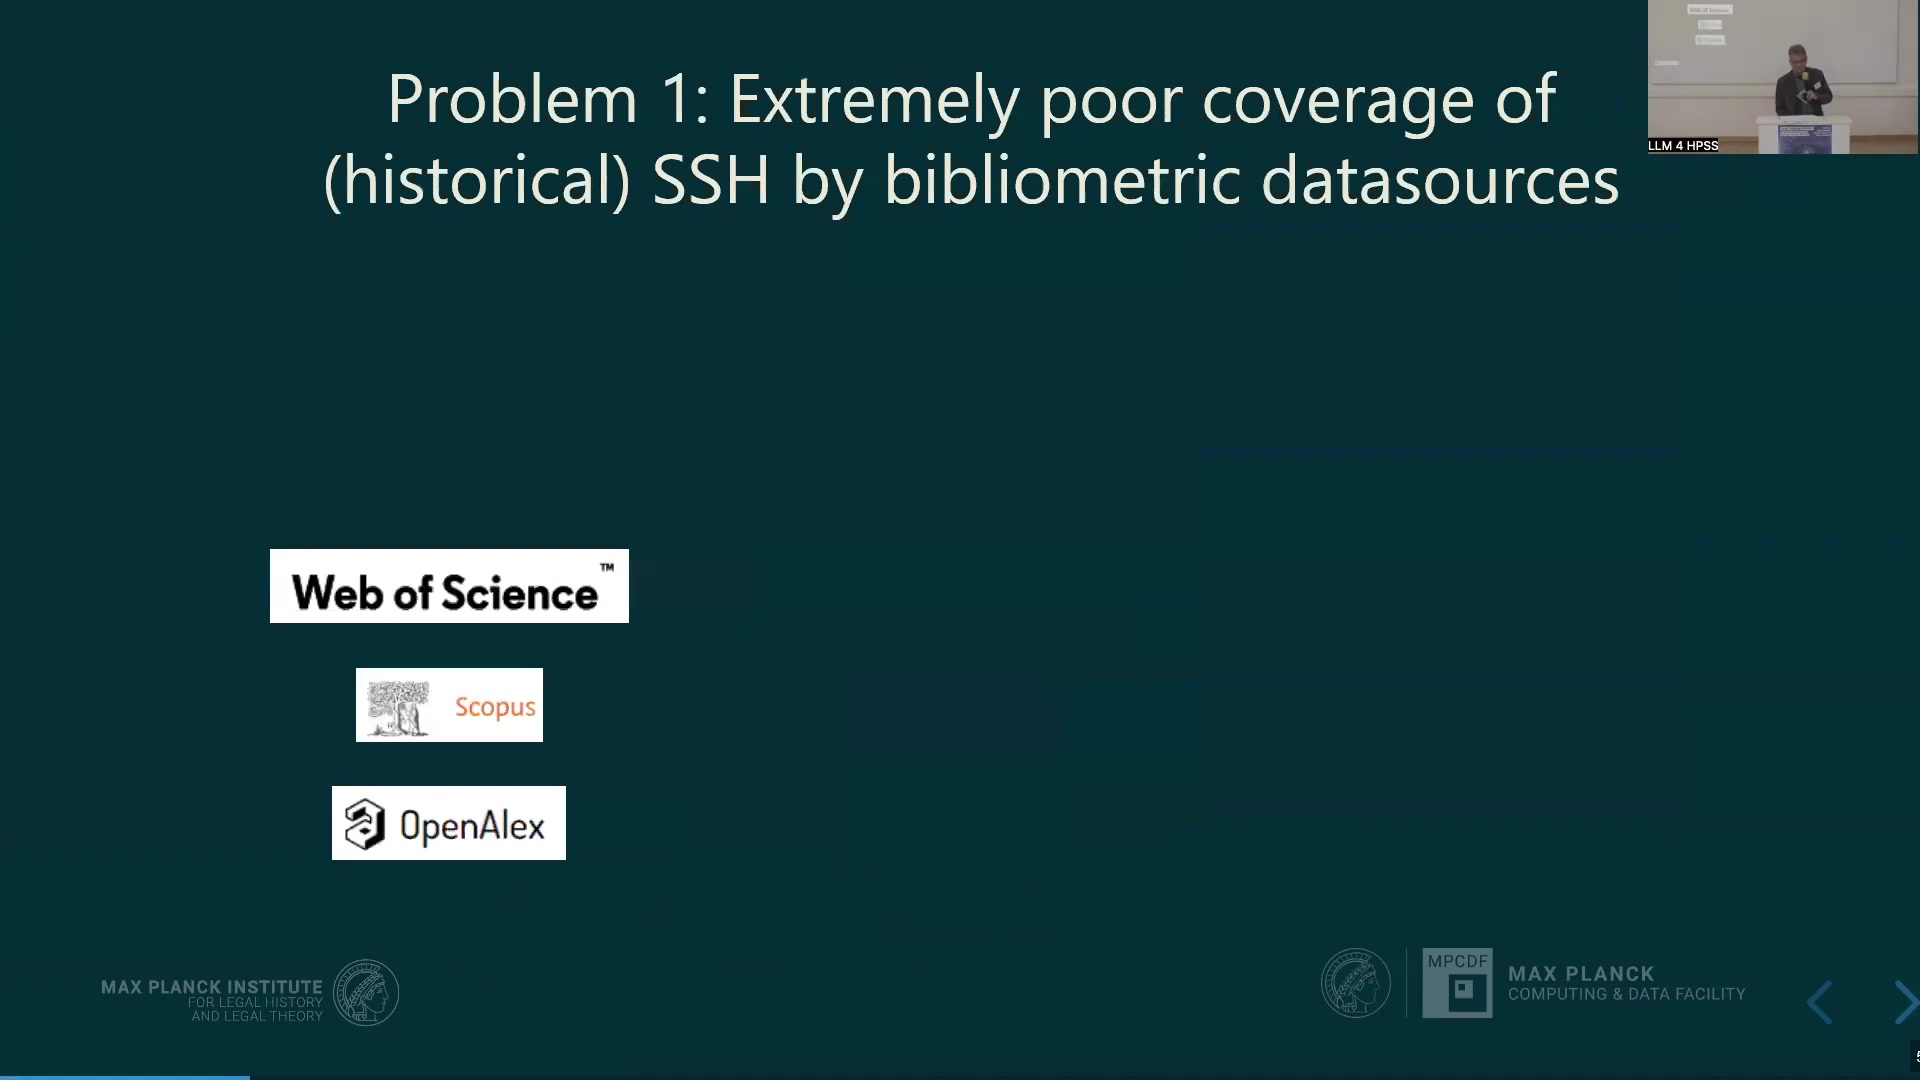 Problem 1: Extremely poor coverage of
(historical) SSH by bibliometric datasources
LLM 4 HPSS
Web of Science™
Scopus
OpenAlex
MAX PLANCK INSTITUTE
FOR LEGAL HISTORY
AND LEGAL THEORY
MPCDF
MAX PLANCK
COMPUTING & DATA FACILITY